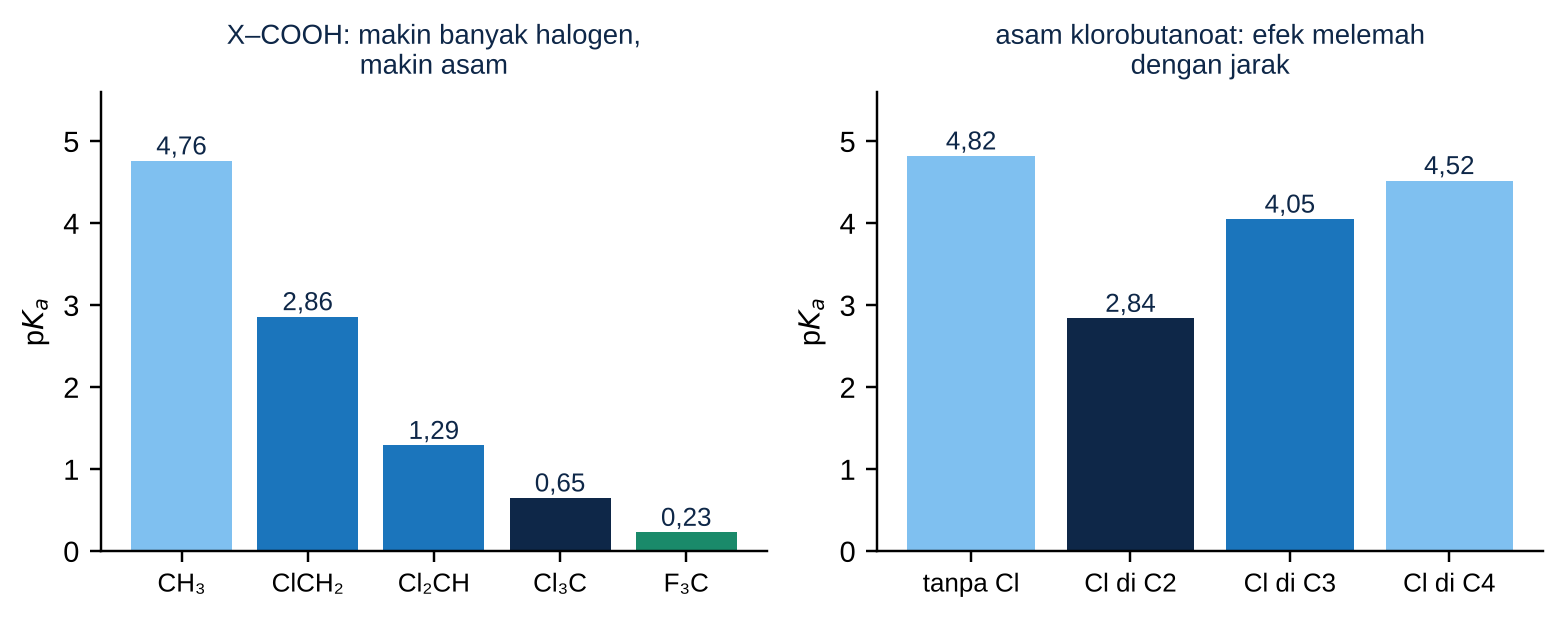 X–COOH: makin banyak halogen,
makin asam
pKₐ
5
4
3
2
1
0
4,76
2,86
1,29
0,65
0,23
CH₃
ClCH₂
Cl₂CH
Cl₃C
F₃C
asam klorobutanoat: efek melemah
dengan jarak
pKₐ
5
4
3
2
1
0
4,82
2,84
4,05
4,52
tanpa Cl
Cl di C2
Cl di C3
Cl di C4